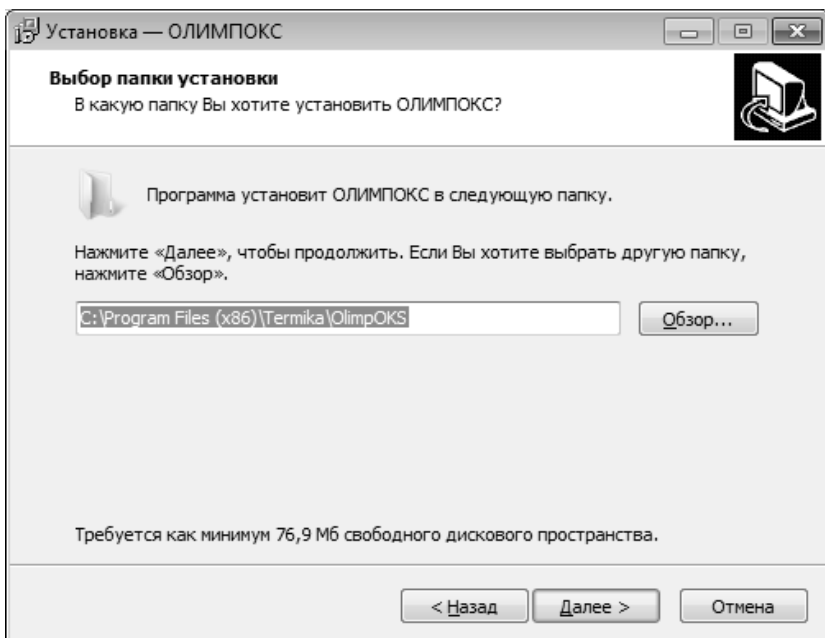 Установка — ОЛИМПОКС
Выбор папки установки
В какую папку Вы хотите установить ОЛИМПОКС?
Программа установит ОЛИМПОКС в следующую папку.
Нажмите «Далее», чтобы продолжить. Если Вы хотите выбрать другую папку,
нажмите «Обзор».
C:\Program Files (x86)\Termika\OlimpOKS
Обзор...
Требуется как минимум 76,9 Мб свободного дискового пространства.
< Назад
Далее >
Отмена